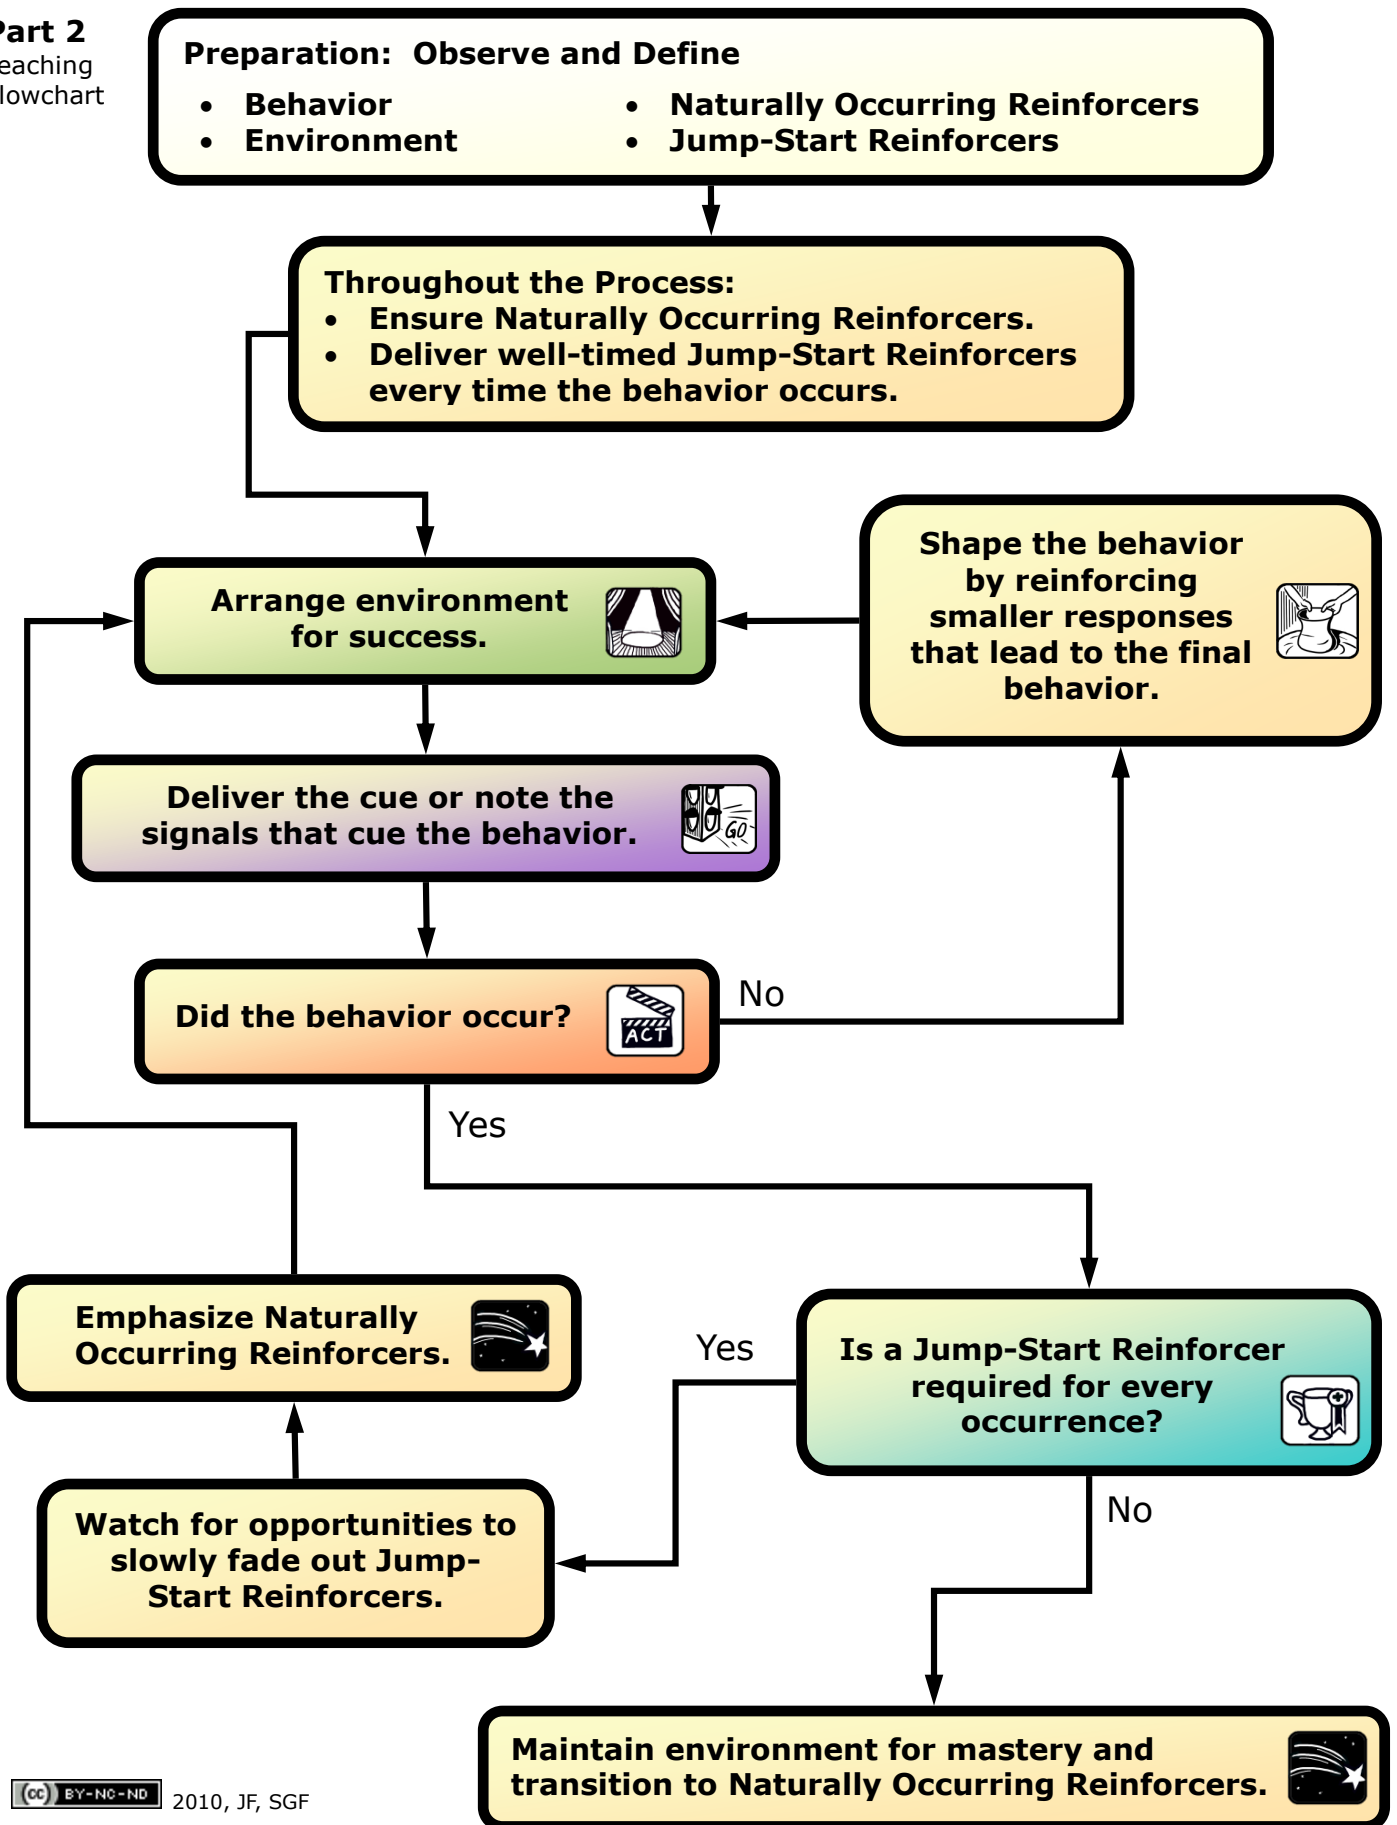 Part 2
eaching
lowchart
Preparation:  Observe and Define
• Behavior
• Environment
• Naturally Occurring Reinforcers
• Jump-Start Reinforcers
Throughout the Process:
• Ensure Naturally Occurring Reinforcers.
• Deliver well-timed Jump-Start Reinforcers
every time the behavior occurs.
Shape the behavior
by reinforcing
smaller responses
that lead to the final
behavior.
Arrange environment
for success.
Deliver the cue or note the
signals that cue the behavior.
GO
Did the behavior occur?
ACT
No
Yes
Emphasize Naturally
Occurring Reinforcers.
Yes
Is a Jump-Start Reinforcer
required for every
occurrence?
No
Watch for opportunities to
slowly fade out Jump-
Start Reinforcers.
Maintain environment for mastery and
transition to Naturally Occurring Reinforcers.
(cc) BY-NC-ND 2010, JF, SGF